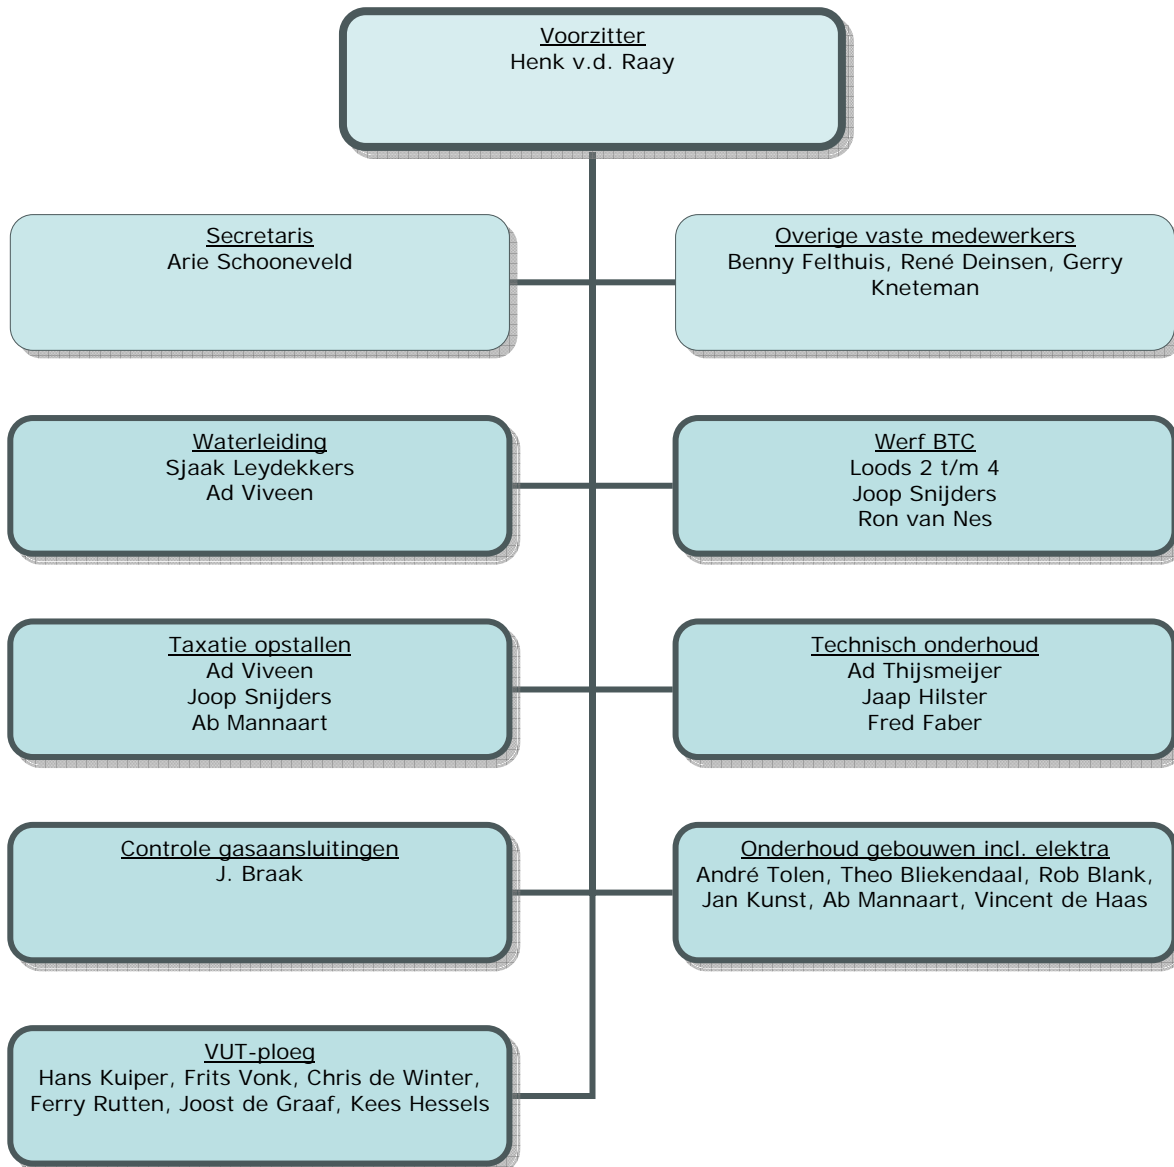 Voorzitter
Henk v.d. Raay
Secretaris
Arie Schooneveld
Overige vaste medewerkers
Benny Felthuis, René Deinsen, Gerry
Kneteman
Waterleiding
Sjaak Leydekkers
Ad Viveen
Werf BTC
Loods 2 t/m 4
Joop Snijders
Ron van Nes
Taxatie opstallen
Ad Viveen
Joop Snijders
Ab Mannaart
Technisch onderhoud
Ad Thijsmeijer
Jaap Hilster
Fred Faber
Controle gasaansluitingen
J. Braak
Onderhoud gebouwen incl. elektra
André Tolen, Theo Bliekendaal, Rob Blank,
Jan Kunst, Ab Mannaart, Vincent de Haas
VUT-ploeg
Hans Kuiper, Frits Vonk, Chris de Winter,
Ferry Rutten, Joost de Graaf, Kees Hessels